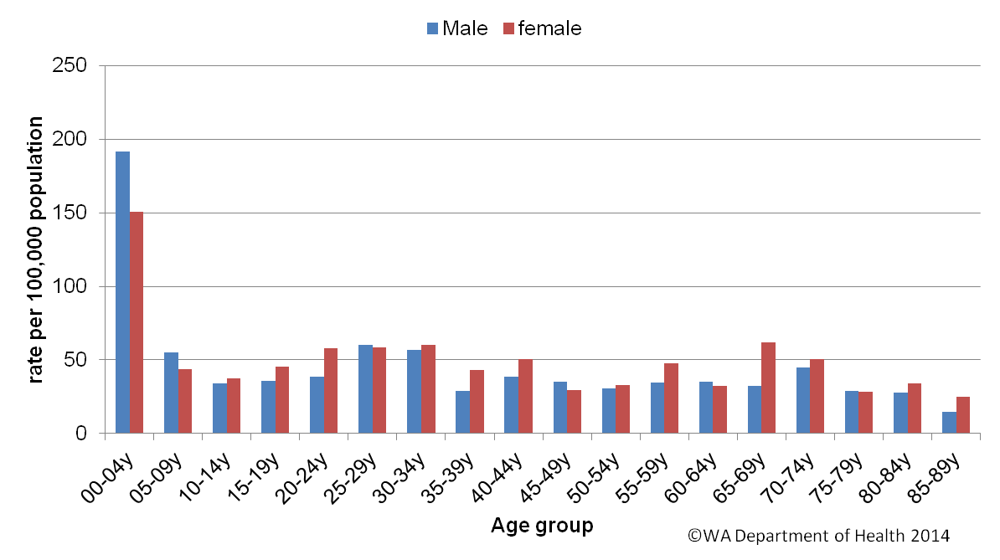 Male female
250
200
150
100
50
0
rate per 100,000 population
00-04y 05-09y 10-14y 15-19y 20-24y 25-29y 30-34y 35-39y 40-44y 45-49y 50-54y 55-59y 60-64y 65-69y 70-74y 75-79y 80-84y 85-89y
Age group
©WA Department of Health 2014